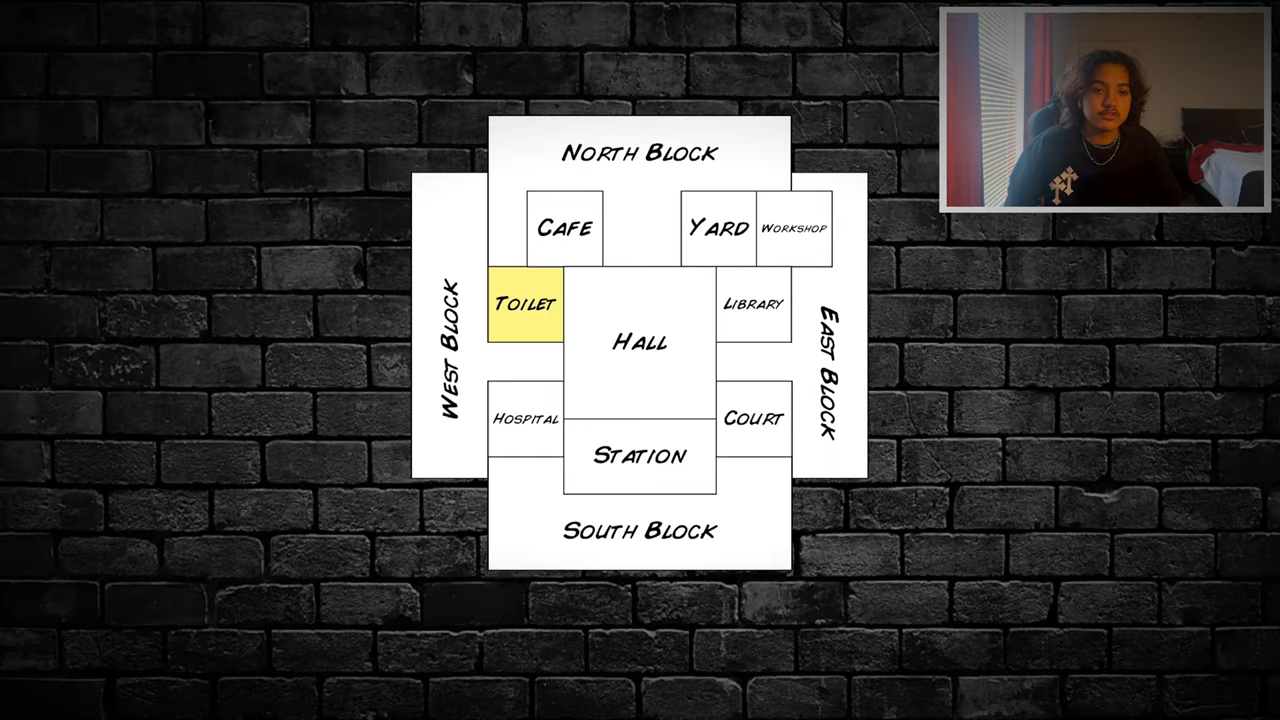 North Block
Cafe
Yard
Workshop
Toilet
Library
Hall
West Block
East Block
Hospital
Court
Station
South Block